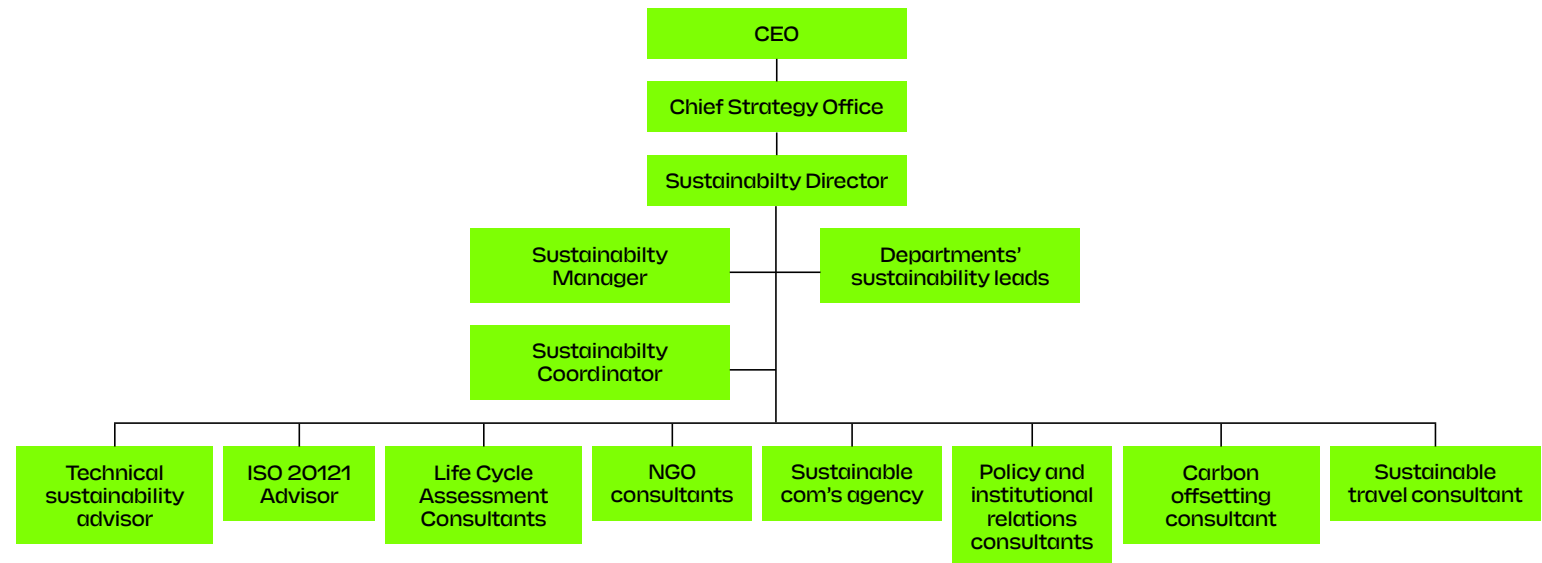 CEO
Chief Strategy Office
Sustainabilty Director
Sustainabilty
Manager
Departments'
sustainability leads
Sustainabilty
Coordinator
Technical
sustainability
advisor
ISO 20121
Advisor
Life Cycle
Assessment
Consultants
NGO
consultants
Sustainable
com's agency
Policy and
institutional
relations
consultants
Carbon
offsetting
consultant
Sustainable
travel consultant